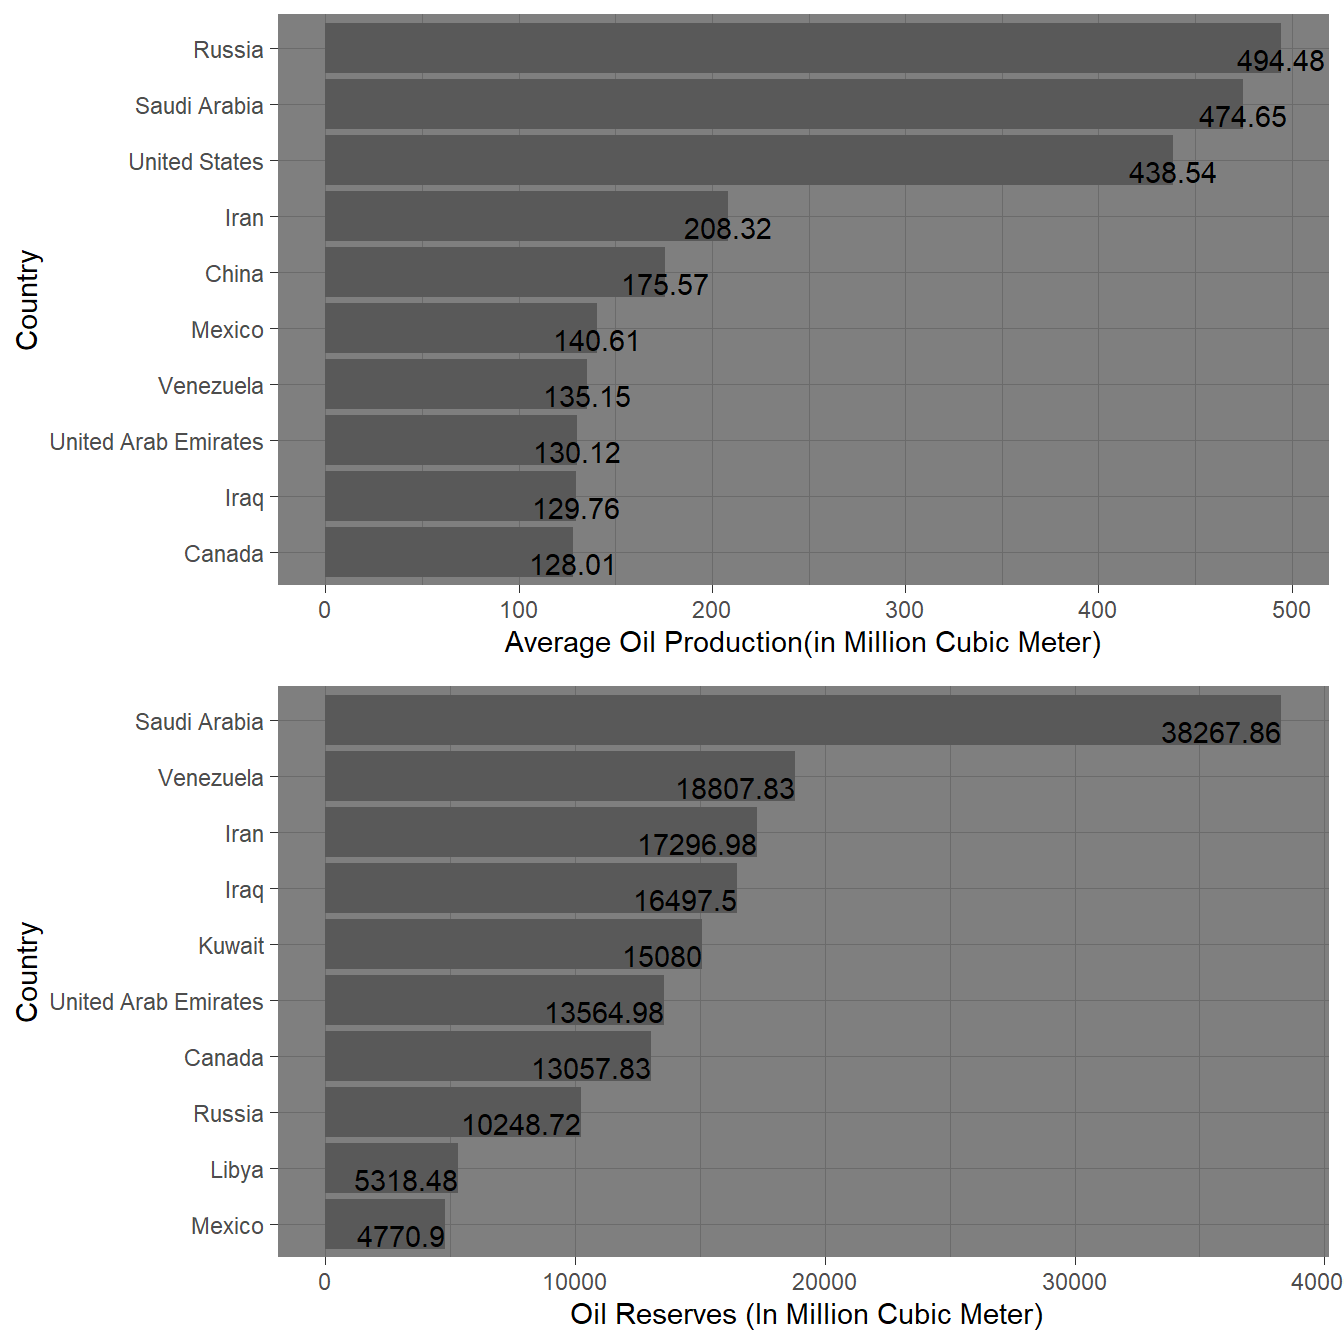 Country
Russia 494.48
Saudi Arabia 474.65
United States 438.54
Iran 208.32
China 175.57
Mexico 140.61
Venezuela 135.15
United Arab Emirates 130.12
Iraq 129.76
Canada 128.01
0 100 200 300 400 500
Average Oil Production(in Million Cubic Meter)
Country
Saudi Arabia 38267.86
Venezuela 18807.83
Iran 17296.98
Iraq 16497.5
Kuwait 15080
United Arab Emirates 13564.98
Canada 13057.83
Russia 10248.72
Libya 5318.48
Mexico 4770.9
0 10000 20000 30000 4000
Oil Reserves (In Million Cubic Meter)